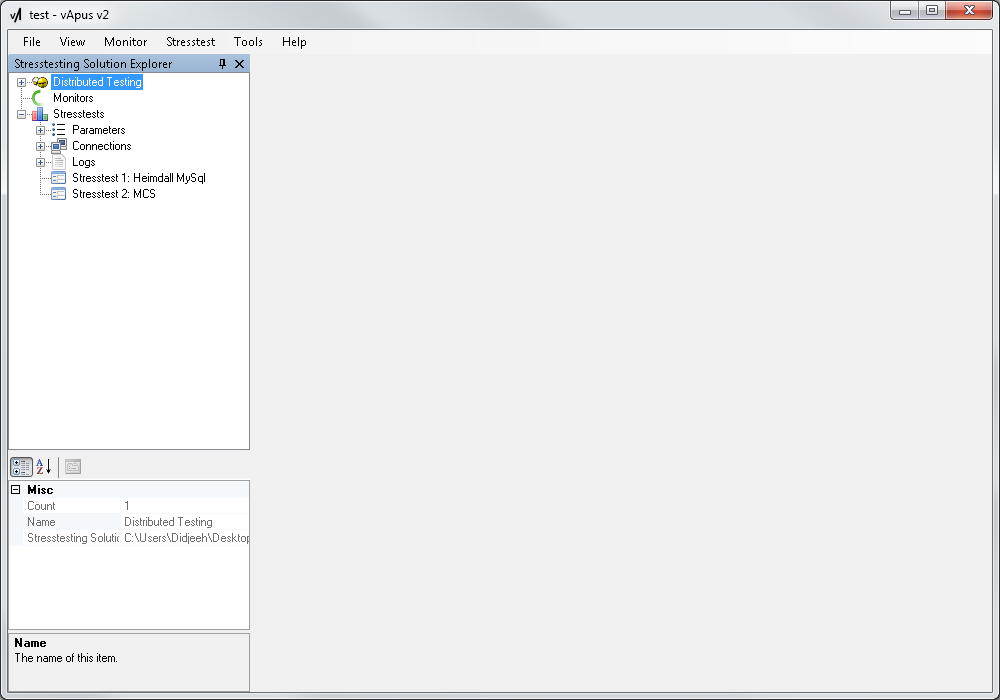 test - vApus v2
File View Monitor Stresstest Tools Help
Stresstesting Solution Explorer
Distributed Testing
Monitors
Stresstests
Parameters
Connections
Logs
Stresstest 1: Heimdall MySql
Stresstest 2: MCS
Misc
Count 1
Name Distributed Testing
Stresstesting Solutic C:\Users\Didjeeh\Desktop
Name
The name of this item.